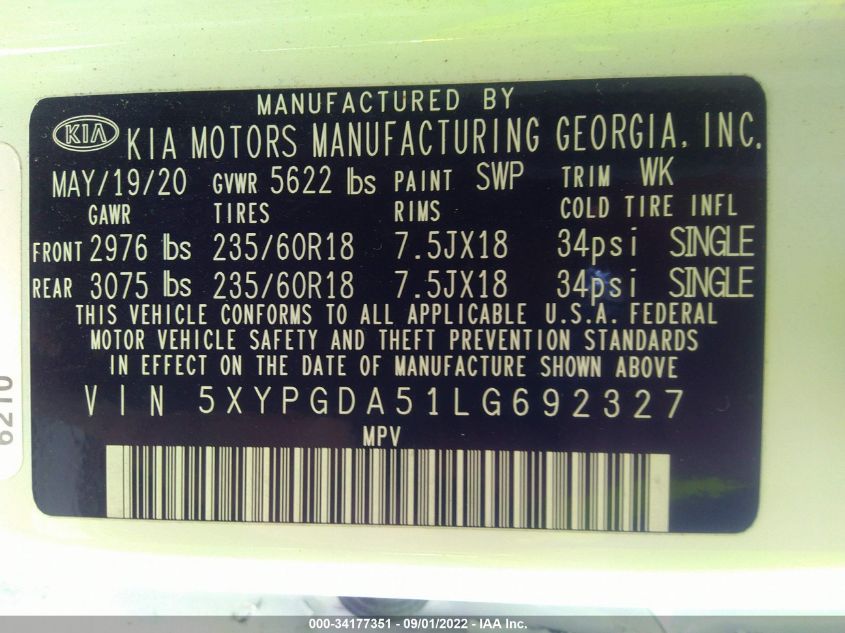 MANUFACTURED BY
KIA KIA MOTORS MANUFACTURING GEORGIA, INC.
MAY/19/20 GVWR 5622 lbs PAINT SWP TRIM WK
GAWR TIRES RIMS COLD TIRE INFL
FRONT 2976 lbs 235/60R18 7.5JX18 34psi SINGLE
REAR 3075 lbs 235/60R18 7.5JX18 34psi SINGLE
THIS VEHICLE CONFORMS TO ALL APPLICABLE U.S.A. FEDERAL
MOTOR VEHICLE SAFETY AND THEFT PREVENTION STANDARDS
IN EFFECT ON THE DATE OF MANUFACTURE SHOWN ABOVE
VIN 5XYPGDA51LG692327
MPV
000-34177351 - 09/01/2022 - IAA Inc.